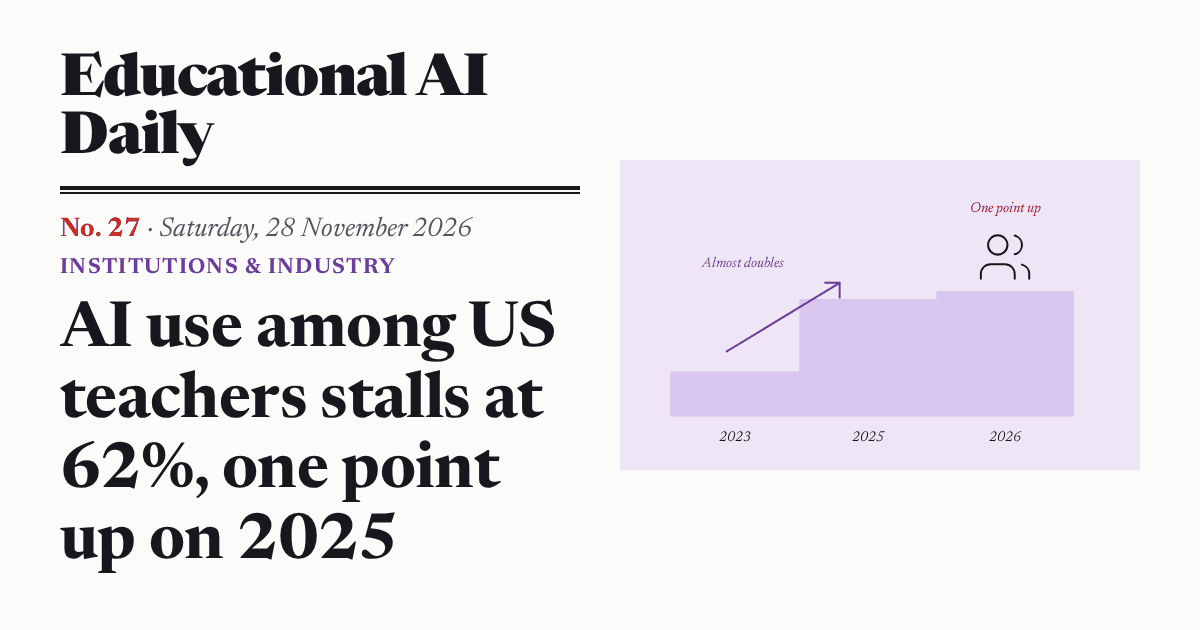 Educational AI
Daily
No. 27 · Saturday, 28 November 2026
INSTITUTIONS & INDUSTRY
AI use among US
teachers stalls at
62%, one point
up on 2025
One point up
Almost doubles
2023
2025
2026